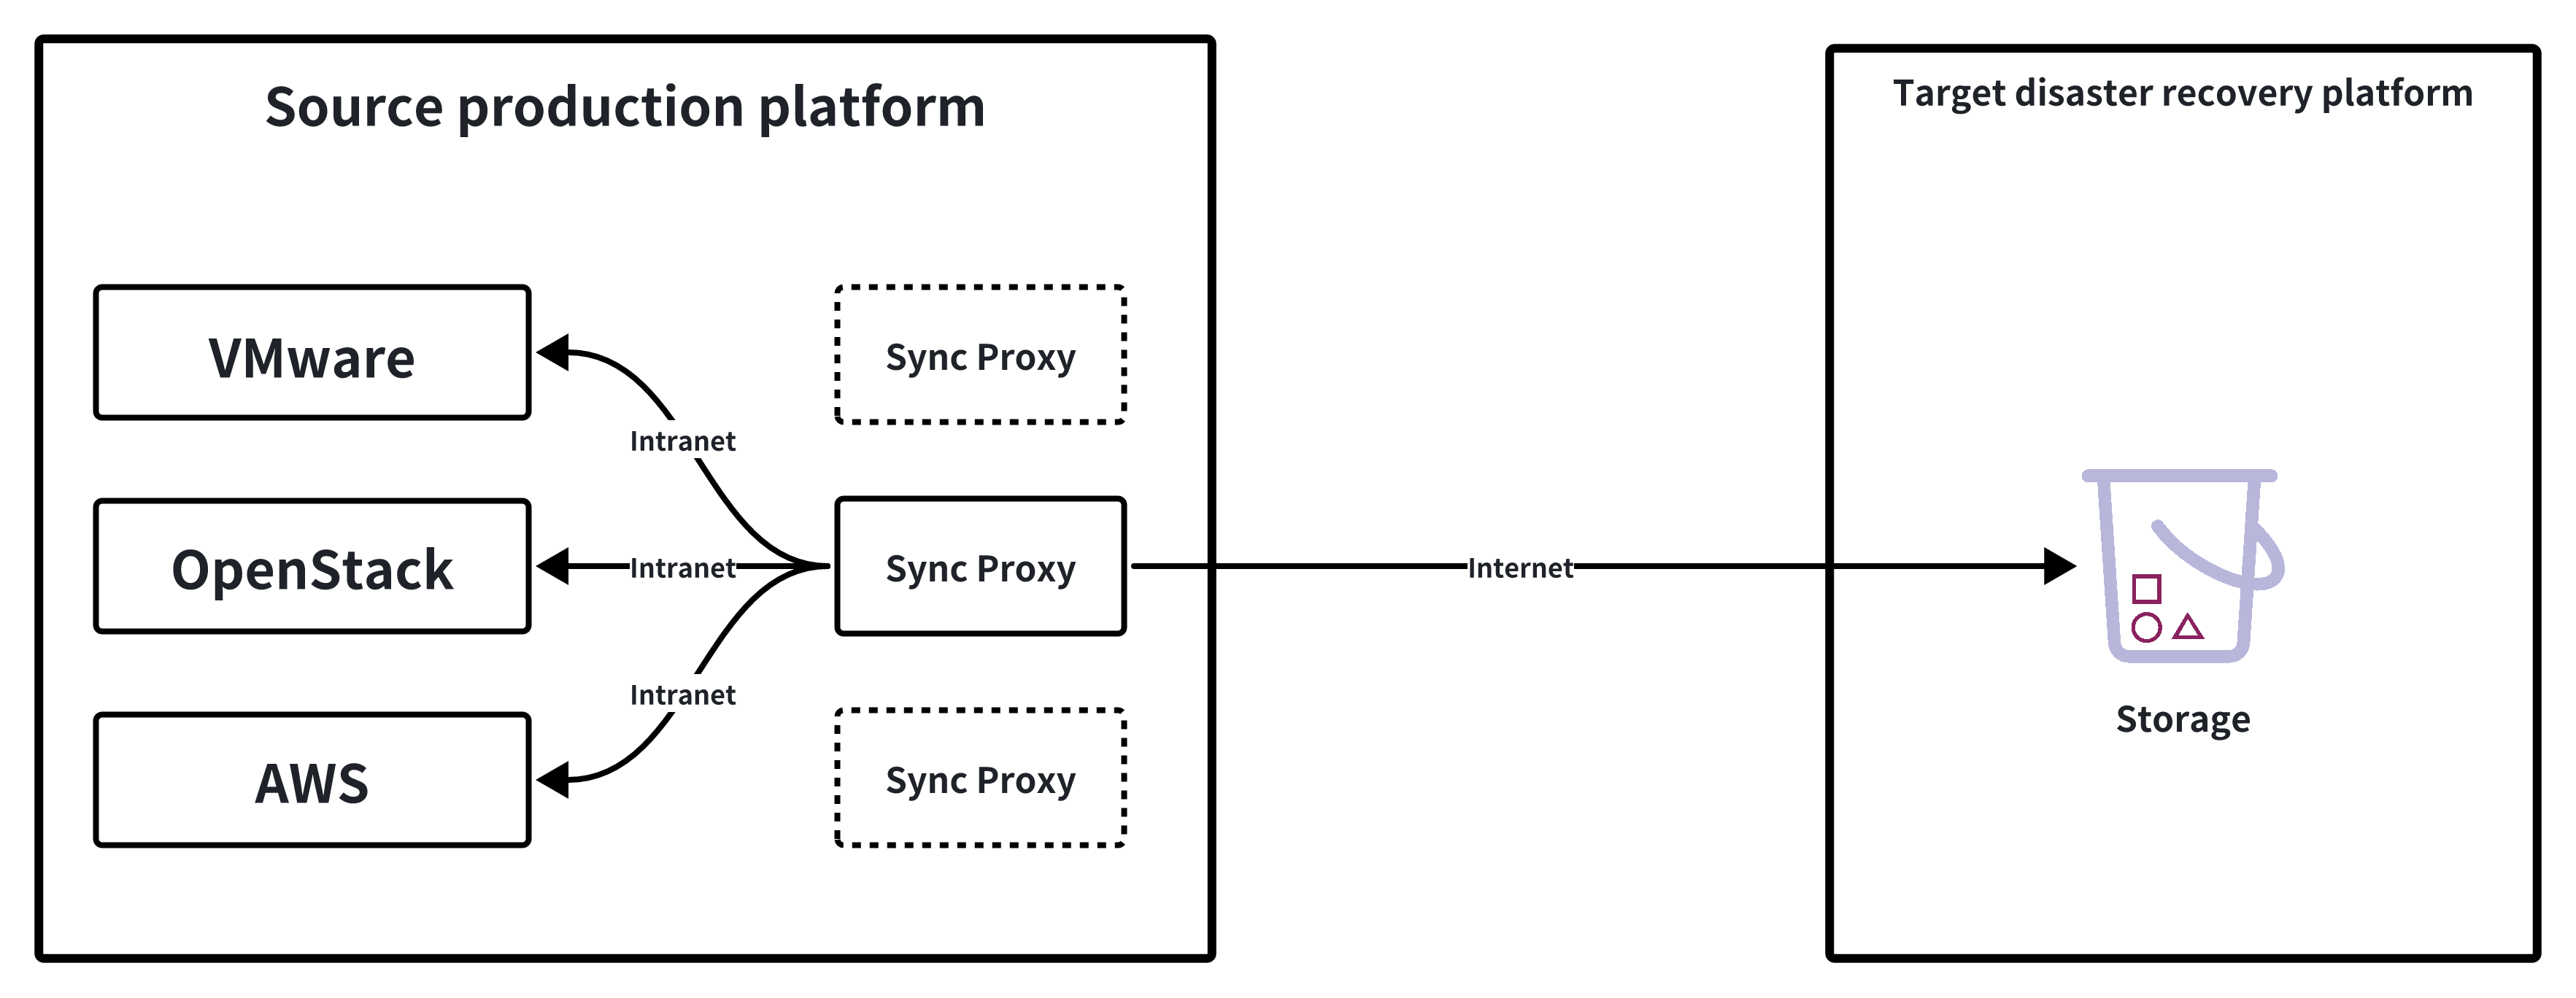 Source production platform
Target disaster recovery platform
VMware
Sync Proxy
Intranet
OpenStack
Intranet
Sync Proxy
Internet
Intranet
AWS
Sync Proxy
Storage